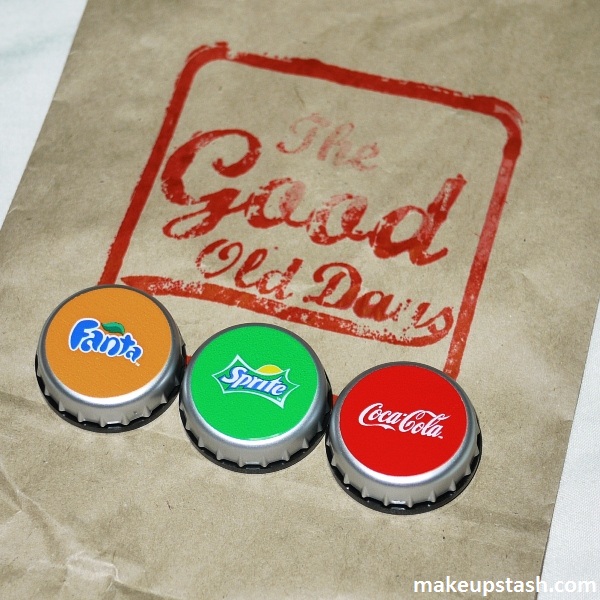 The
Good
Old Days
Fanta
Sprite
Coca-Cola
makeupstash.com